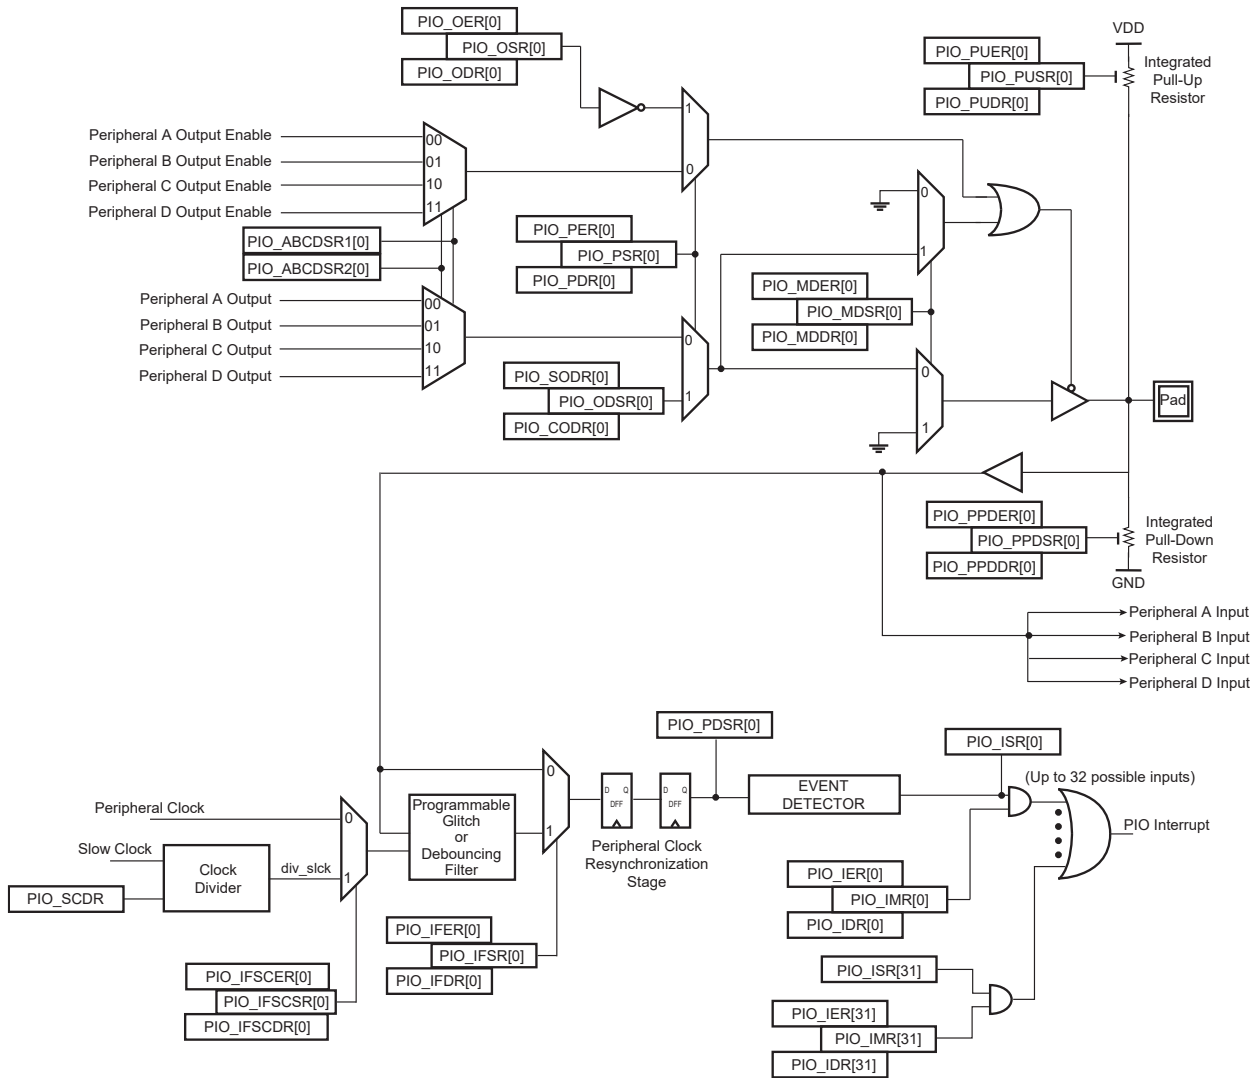 PIO_OER[0]
PIO_OSR[0]
PIO_ODR[0]
VDD
PIO_PUER[0]
PIO_PUSR[0]
PIO_PUDR[0]
Integrated
Pull-Up
Resistor
1
0
Peripheral A Output Enable
Peripheral B Output Enable
Peripheral C Output Enable
Peripheral D Output Enable
00
01
10
11
PIO_ABCDSR1[0]
PIO_ABCDSR2[0]
PIO_PER[0]
PIO_PSR[0]
PIO_PDR[0]
0
1
PIO_MDER[0]
PIO_MDSR[0]
PIO_MDDR[0]
Peripheral A Output
Peripheral B Output
Peripheral C Output
Peripheral D Output
00
01
10
11
0
1
PIO_SODR[0]
PIO_ODSR[0]
PIO_CODR[0]
0
1
Pad
PIO_PPDER[0]
PIO_PPDSR[0]
PIO_PPDDR[0]
Integrated
Pull-Down
Resistor
GND
Peripheral A Input
Peripheral B Input
Peripheral C Input
Peripheral D Input
PIO_PDSR[0]
PIO_ISR[0]
(Up to 32 possible inputs)
EVENT
DETECTOR
PIO Interrupt
0
1
D Q
DFF
D Q
DFF
Peripheral Clock
Resynchronization
Stage
Programmable
Glitch
or
Debouncing
Filter
Peripheral Clock
Slow Clock
Clock
Divider
div_slck
0
1
PIO_SCDR
PIO_IER[0]
PIO_IMR[0]
PIO_IDR[0]
PIO_IFER[0]
PIO_IFSR[0]
PIO_IFDR[0]
PIO_IFSCER[0]
PIO_IFSCSR[0]
PIO_IFSCDR[0]
PIO_ISR[31]
PIO_IER[31]
PIO_IMR[31]
PIO_IDR[31]